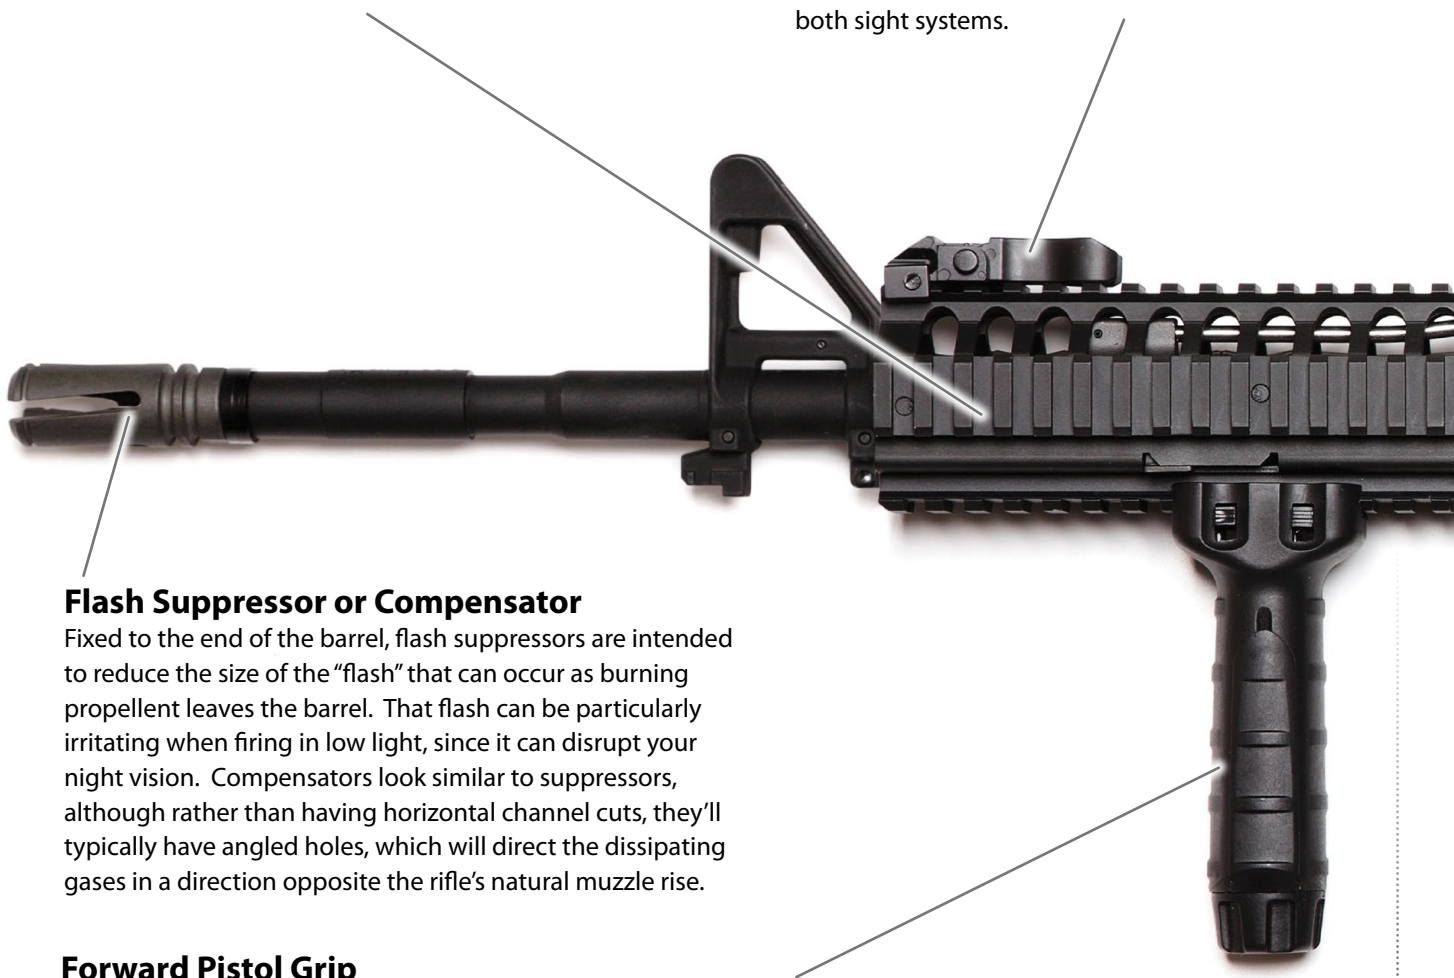 both sight systems.
Flash Suppressor or Compensator
Fixed to the end of the barrel, flash suppressors are intended
to reduce the size of the “flash” that can occur as burning
propellent leaves the barrel.  That flash can be particularly
irritating when firing in low light, since it can disrupt your
night vision.  Compensators look similar to suppressors,
although rather than having horizontal channel cuts, they’ll
typically have angled holes, which will direct the dissipating
gases in a direction opposite the rifle’s natural muzzle rise.
Forward Pistol Grip